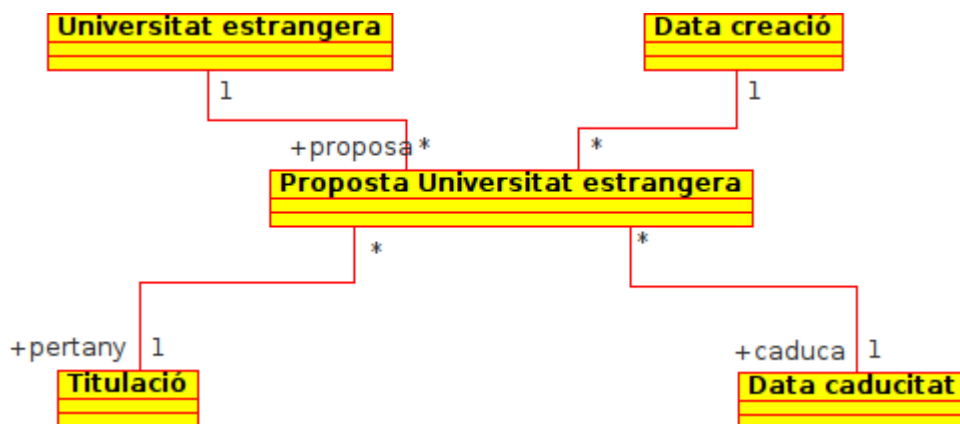 Universitat estrangera
Data creació
1
1
+proposa *
*
Proposta Universitat estrangera
*
*
+pertany 1
+caduca 1
Titulació
Data caducitat